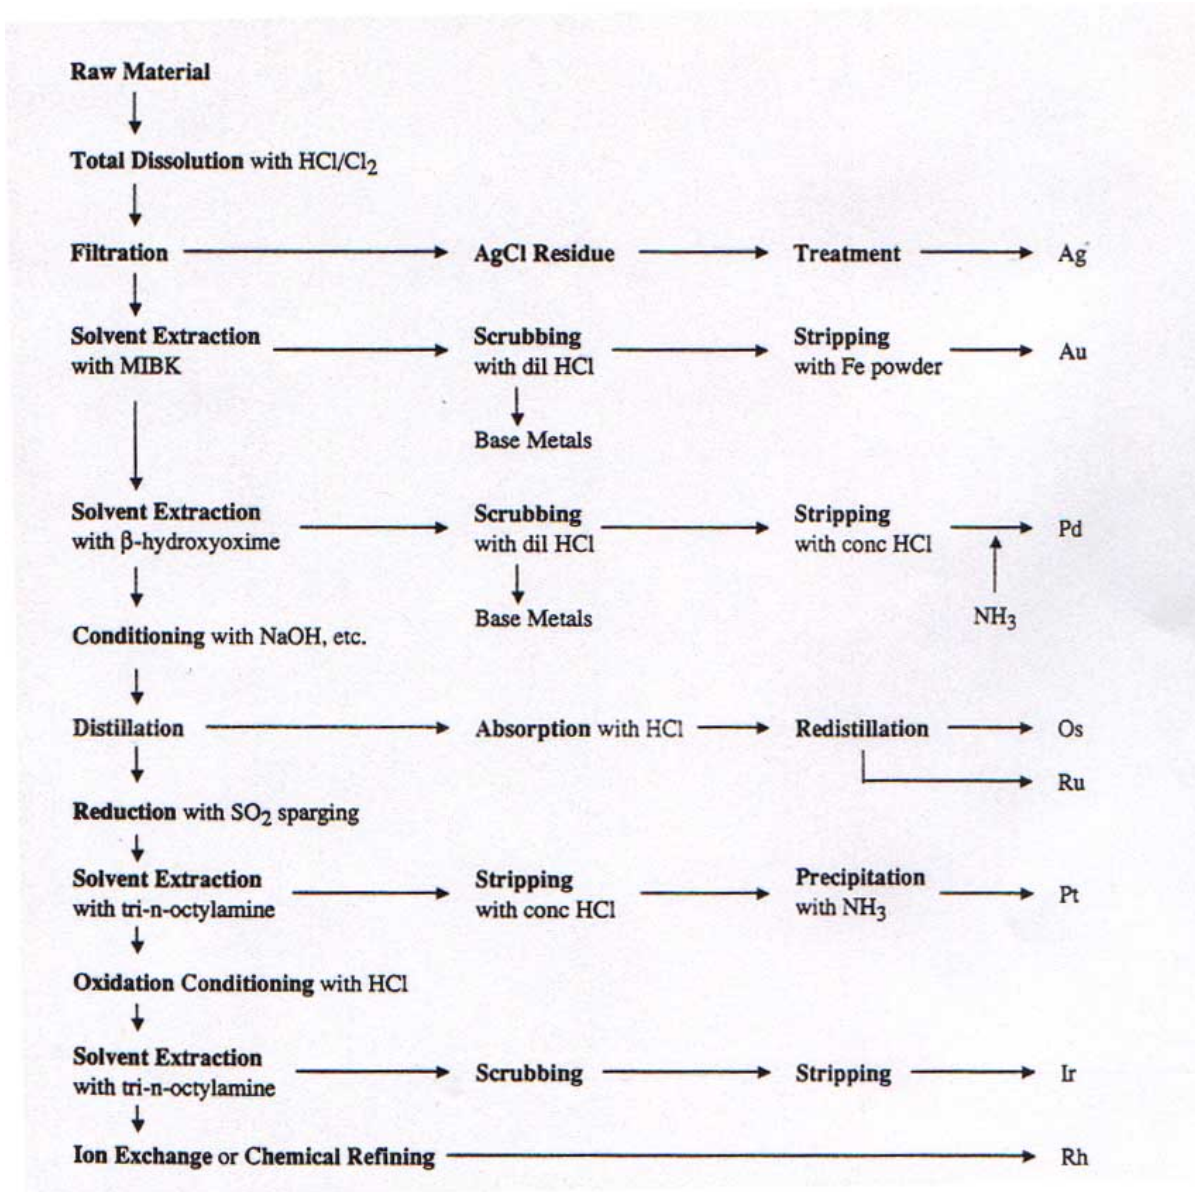 Raw Material
Total Dissolution with HCl/Cl2
Filtration AgCl Residue Treatment Ag
Solvent Extraction Scrubbing Stripping
with MIBK with dil HCl with Fe powder Au
Base Metals
Solvent Extraction Scrubbing Stripping
with β-hydroxyoxime with dil HCl with conc HCl Pd
Base Metals NH3
Conditioning with NaOH, etc.
Distillation Absorption with HCl Redistillation Os
Ru
Reduction with SO2 sparging
Solvent Extraction Stripping Precipitation
with tri-n-octylamine with conc HCl with NH3 Pt
Oxidation Conditioning with HCl
Solvent Extraction
with tri-n-octylamine Scrubbing Stripping Ir
Ion Exchange or Chemical Refining Rh